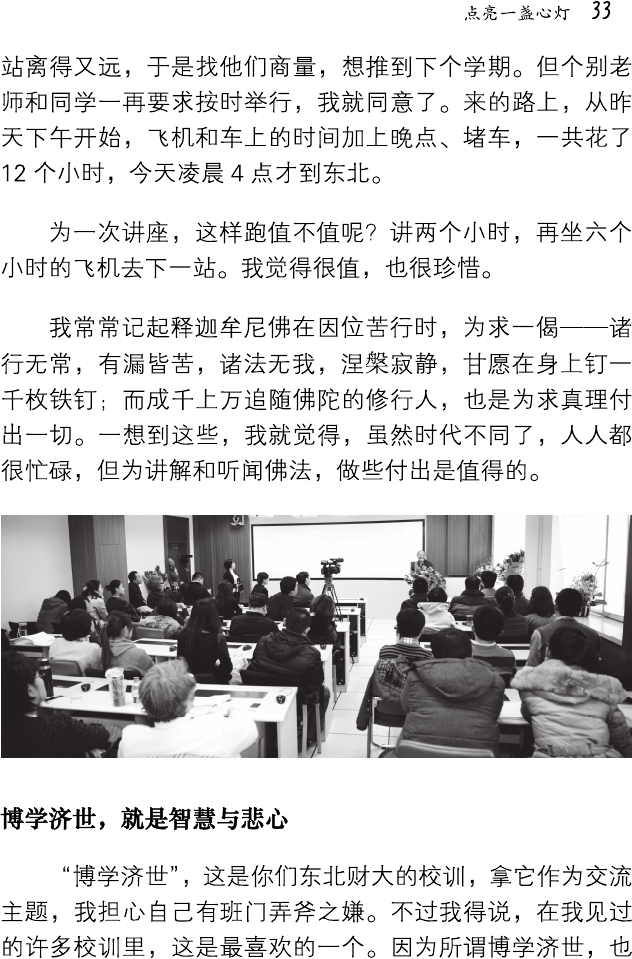 点亮一盏心灯 33
站离得又远，于是找他们商量，想推到下个学期。但个别老
师和同学一再要求按时举行，我就同意了。来的路上，从昨
天下午开始，飞机和车上的时间加上晚点、堵车，一共花了
12 个小时，今天凌晨 4 点才到东北。
为一次讲座，这样跑值不值呢？讲两个小时，再坐六个
小时的飞机去下一站。我觉得很值，也很珍惜。
我常常记起释迦牟尼佛在因位苦行时，为求一偈——诸
行无常，有漏皆苦，诸法无我，涅槃寂静，甘愿在身上钉一
千枚铁钉；而成千上万追随佛陀的修行人，也是为求真理付
出一切。一想到这些，我就觉得，虽然时代不同了，人人都
很忙碌，但为讲解和听闻佛法，做些付出是值得的。
博学济世，就是智慧与悲心
“博学济世”，这是你们东北财大的校训，拿它作为交流
主题，我担心自己有班门弄斧之嫌。不过我得说，在我见过
的许多校训里，这是最喜欢的一个。因为所谓博学济世，也